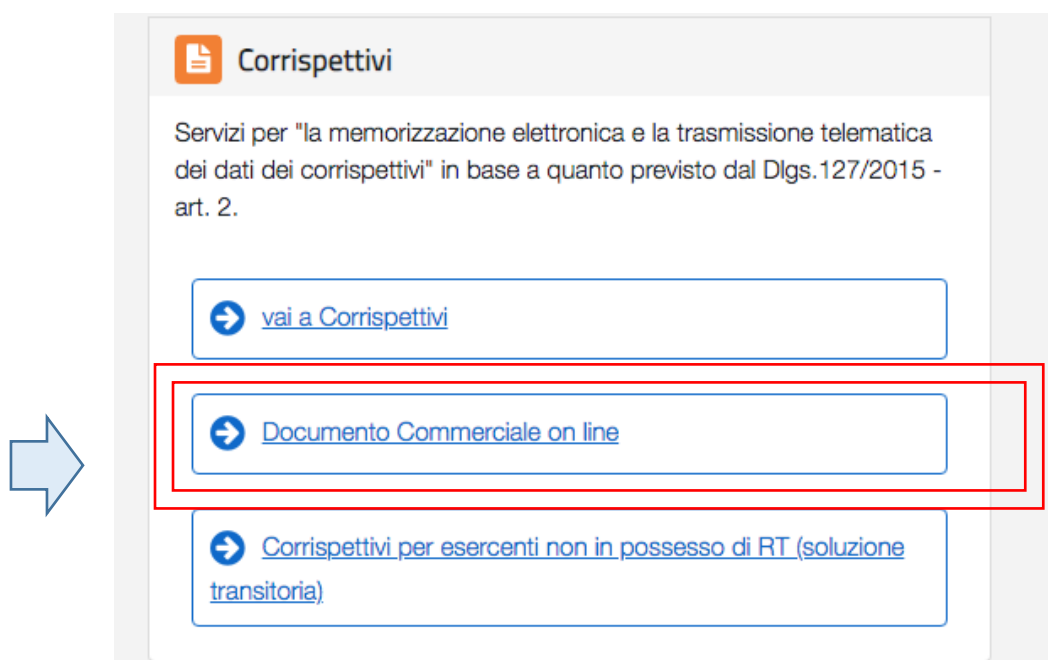 Corrispettivi
Servizi per "la memorizzazione elettronica e la trasmissione telematica
dei dati dei corrispettivi" in base a quanto previsto dal Dlgs.127/2015 -
art. 2.
vai a Corrispettivi
Documento Commerciale on line
Corrispettivi per esercenti non in possesso di RT (soluzione
transitoria)